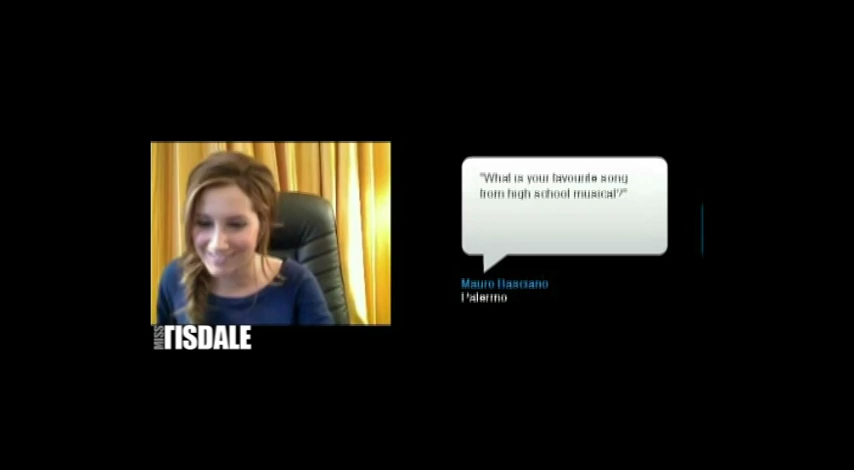 MISS
TISDALE
"What is your favourite song
from high school musical?"
Mauro Basciano
Palermo